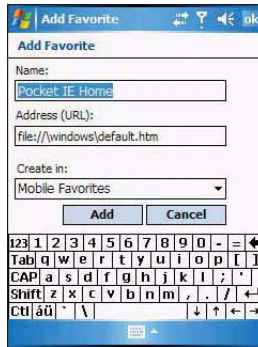 Add Favorite ok
Add Favorite
Name:
Pocket IE Home
Address (URL):
file://\windows\default.htm
Create in:
Mobile Favorites
Add Cancel
123 1 2 3 4 5 6 7 8 9 0 - =
Tab q w e r t y u i o p [ ]
CAP a s d f g h j k l ; '
Shift z x c v b n m , . /
Ctl áü ` \